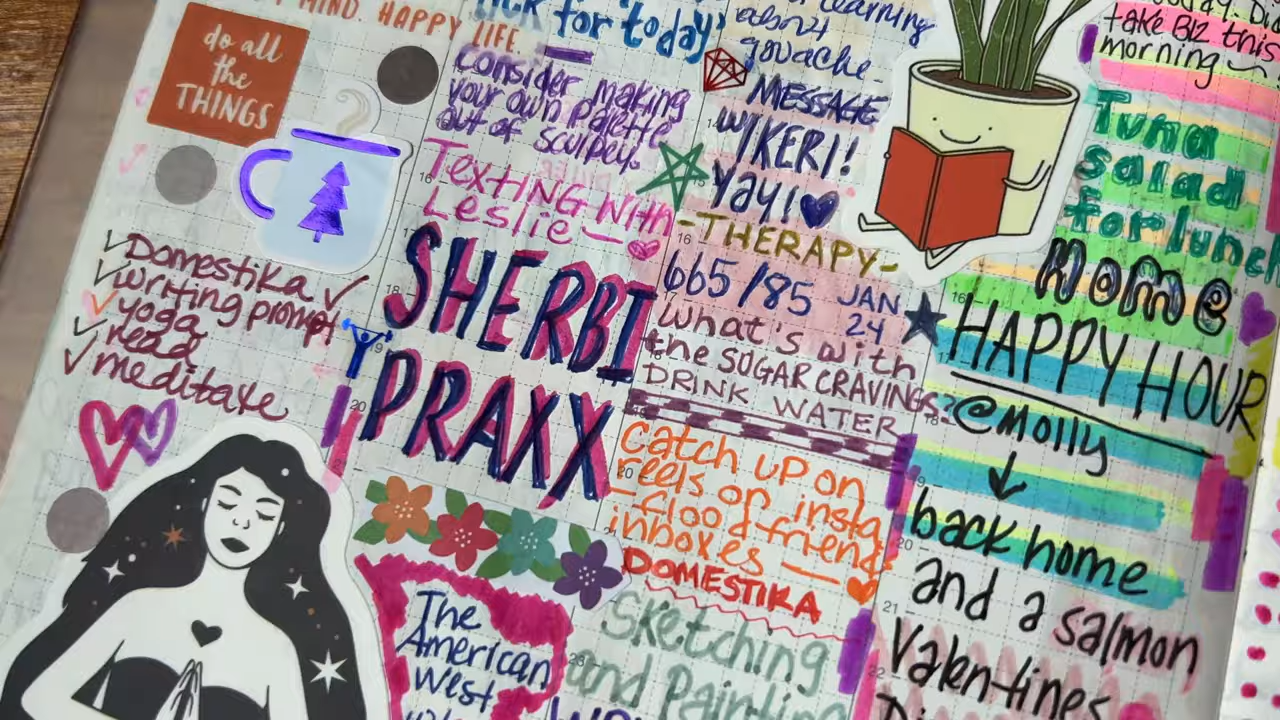 MIND. HAPPY LIFE.
do all
the
THINGS
Domestika
writing prompt
yoga
read
meditate
for today
Consider making
your own palette
out of sculpey.
Texting with
Leslie
SHERBI
PRAXX
The
American
West
learning
gouache
MESSAGE
WIKERI!
Yay!
-THERAPY-
665/85 JAN
24
What's with
the SUGAR CRAVINGS?
DRINK WATER
Catch up on
reels on insta
flood friends
inboxes
DOMESTIKA
Sketching
and Painting
take B12 this
morning
Tuna
salad
for lunch
Home
HAPPY HOUR
@Molly
back home
and a salmon
Valentines